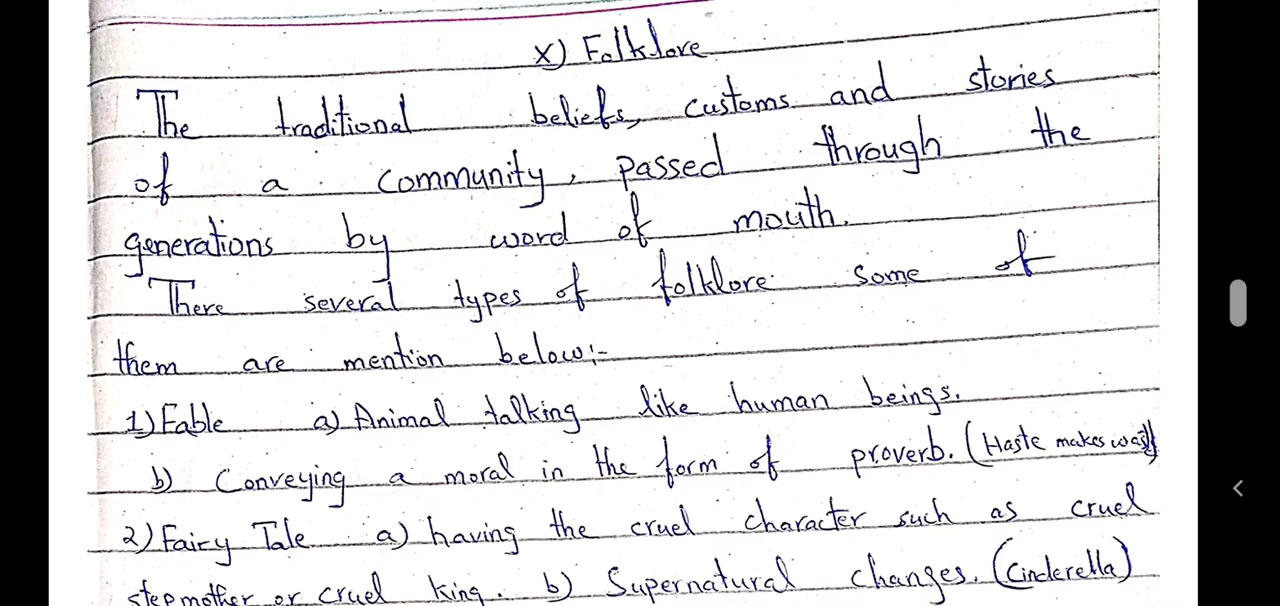 x) Folklore
The traditional beliefs, customs and stories
of a community, passed through the
generations by word of mouth.
There several types of folklore. some of
them are mention below:-
1) Fable a) Animal talking like human beings.
b) Conveying a moral in the form of proverb. (Haste makes waste)
2) Fairy Tale a) having the cruel character such as cruel
stepmother or cruel king. b) Supernatural changes. (Cinderella)